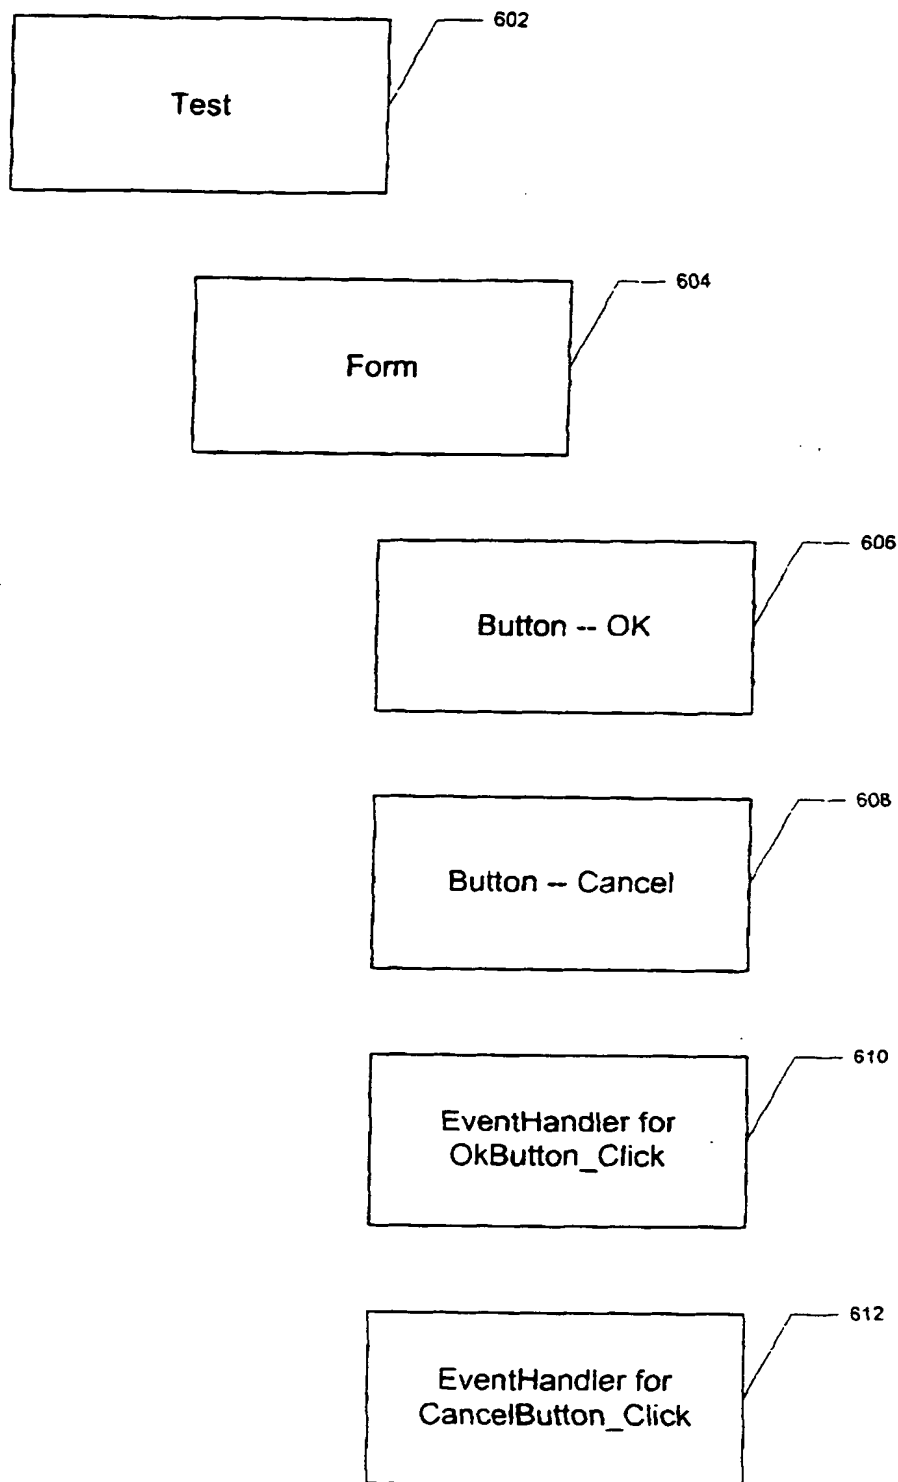 602
Test
604
Form
606
Button -- OK
608
Button -- Cancel
610
EventHandler for
OkButton_Click
612
EventHandler for
CancelButton_Click